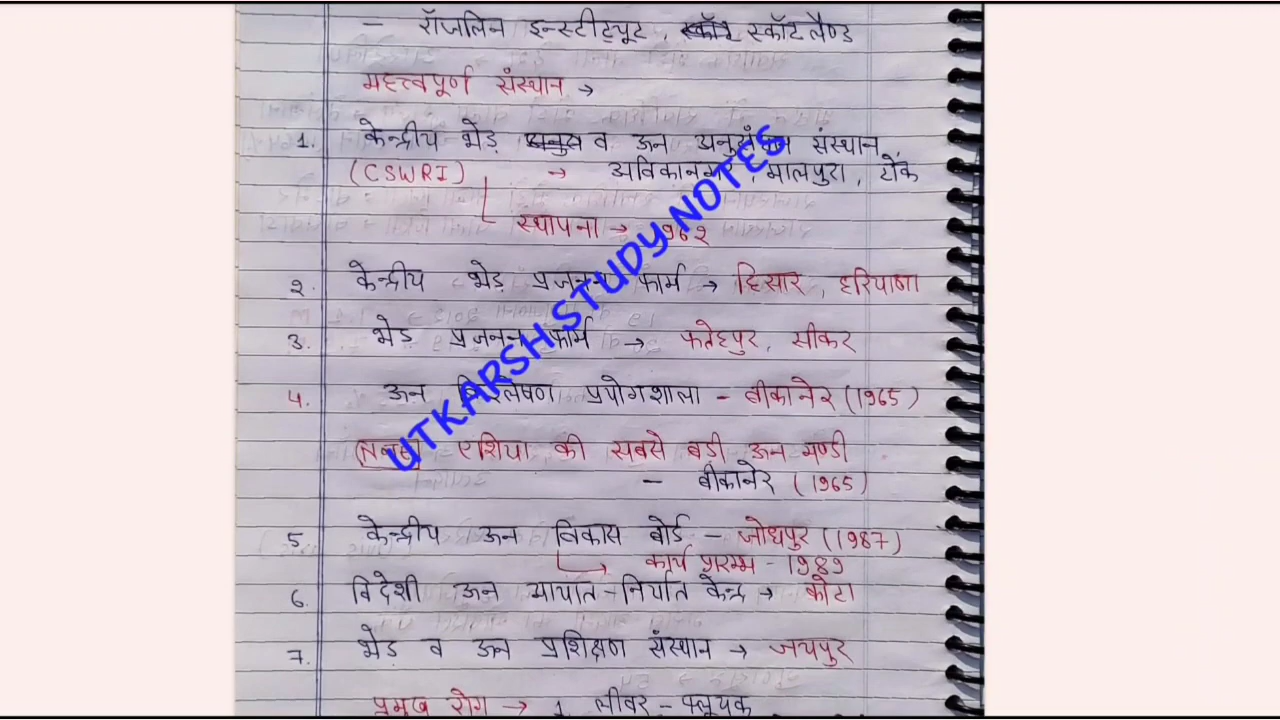 - रॉजलिन इन्स्टीट्यूट, स्कॉटलैण्ड
महत्त्वपूर्ण संस्थान →
1. केन्द्रीय भेड़ व ऊन अनुसंधान संस्थान,
(CSWRI) → अविकानगर, मालपुरा, टोंक
स्थापना → १९६२
2. केन्द्रीय भेड़ प्रजनन फार्म → हिसार, हरियाणा
3. भेड प्रजनन फार्म → फतेहपुर, सीकर
4. ऊन विश्लेषण प्रयोगशाला - बीकानेर (1965)
एशिया की सबसे बडी ऊन मण्डी
- बीकानेर (1965)
5 केन्द्रीय ऊन विकास बोर्ड - जोधपुर (1987)
कार्य प्रारम्भ - 1989
6. विदेशी ऊन आयात-निर्यात केन्द्र → कोटा
7. भेड़ व ऊन प्रशिक्षण संस्थान → जयपुर
प्रमुख रोग → 1. लीवर - फ्लूयक
UTKARSH STUDY NOTES